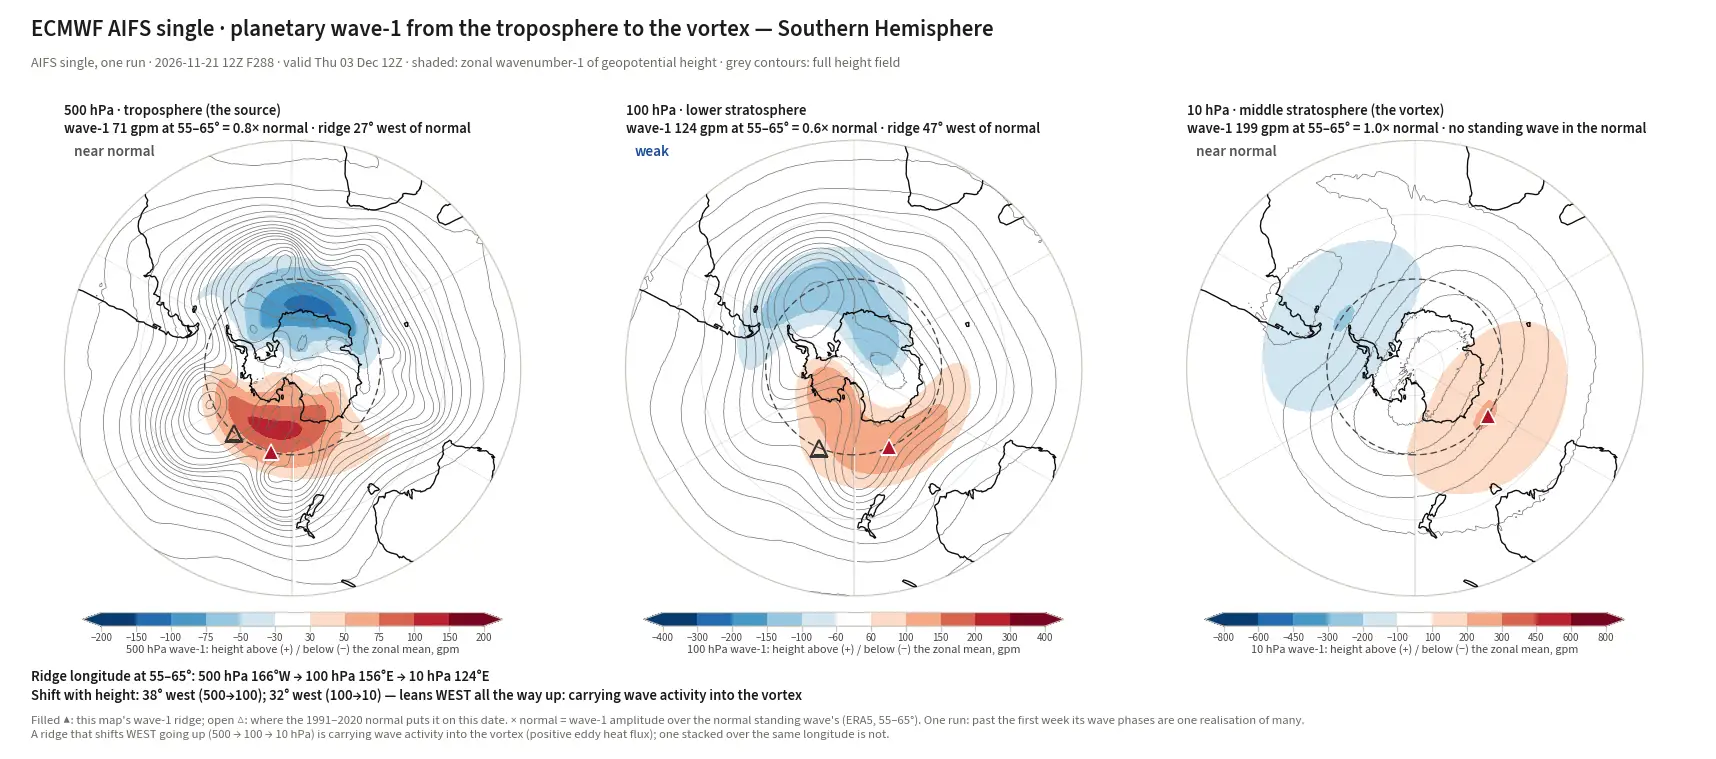 ECMWF AIFS single · planetary wave-1 from the troposphere to the vortex — Southern Hemisphere
AIFS single, one run · 2026-11-21 12Z F288 · valid Thu 03 Dec 12Z · shaded: zonal wavenumber-1 of geopotential height · grey contours: full height field
500 hPa · troposphere (the source)
wave-1 71 gpm at 55–65° = 0.8× normal · ridge 27° west of normal
near normal
100 hPa · lower stratosphere
wave-1 124 gpm at 55–65° = 0.6× normal · ridge 47° west of normal
weak
10 hPa · middle stratosphere (the vortex)
wave-1 199 gpm at 55–65° = 1.0× normal · no standing wave in the normal
near normal
−200 −150 −100 −75 −50 −30 30 50 75 100 150 200
500 hPa wave-1: height above (+) / below (−) the zonal mean, gpm
−400 −300 −200 −150 −100 −60 60 100 150 200 300 400
100 hPa wave-1: height above (+) / below (−) the zonal mean, gpm
−800 −600 −450 −300 −200 −100 100 200 300 450 600 800
10 hPa wave-1: height above (+) / below (−) the zonal mean, gpm
Ridge longitude at 55–65°: 500 hPa 166°W → 100 hPa 156°E → 10 hPa 124°E
Shift with height: 38° west (500→100); 32° west (100→10) — leans WEST all the way up: carrying wave activity into the vortex
Filled ▲: this map's wave-1 ridge; open △: where the 1991–2020 normal puts it on this date. × normal = wave-1 amplitude over the normal standing wave's (ERA5, 55–65°). One run: past the first week its wave phases are one realisation of many.
A ridge that shifts WEST going up (500 → 100 → 10 hPa) is carrying wave activity into the vortex (positive eddy heat flux); one stacked over the same longitude is not.